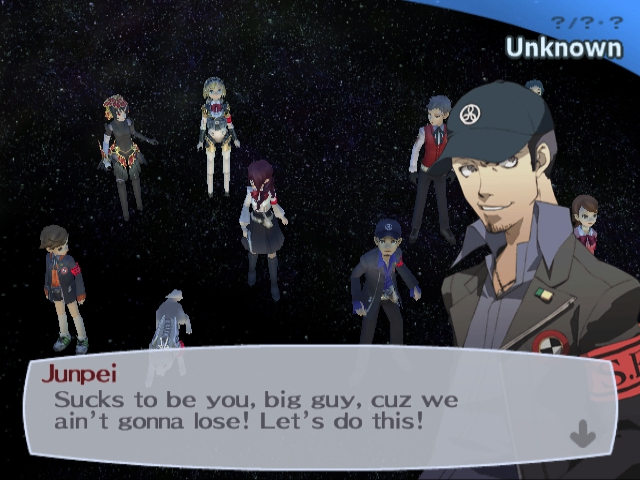 ?/?・?
Unknown
Junpei
Sucks to be you, big guy, cuz we
ain't gonna lose! Let's do this!
S.